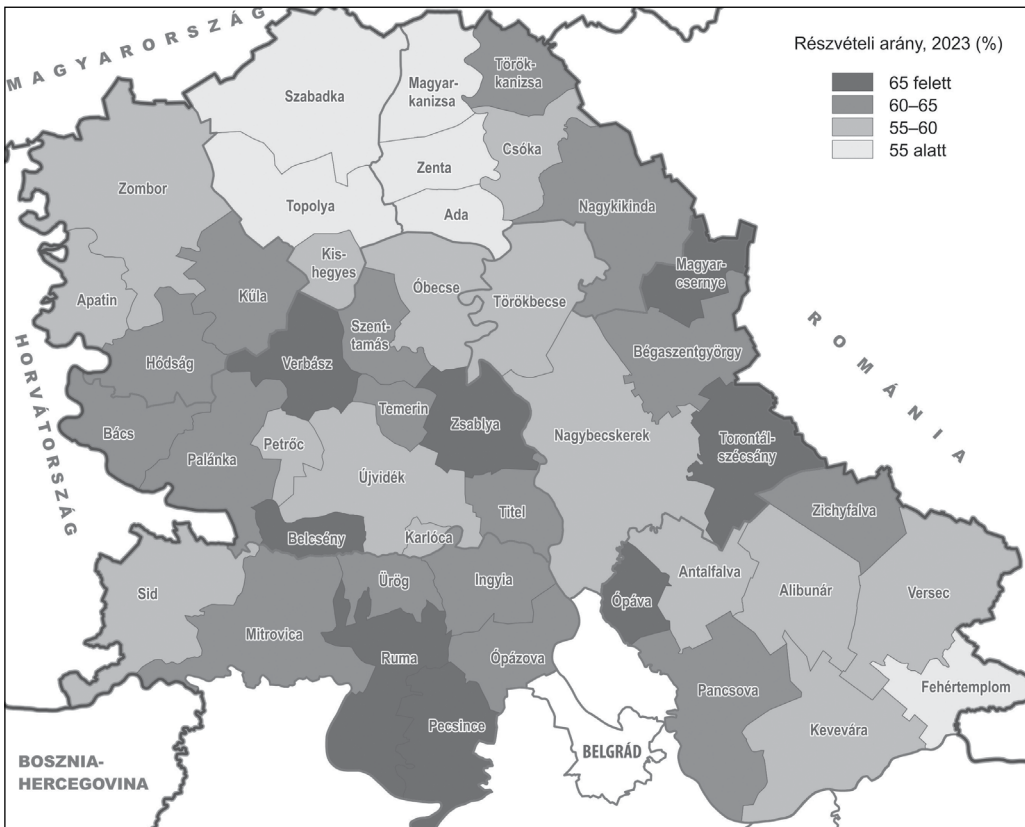 MAGYARORSZÁG
Részvételi arány, 2023 (%)
65 felett
60–65
55–60
55 alatt
Török-
kanizsa
Magyar-
kanizsa
Szabadka
Csóka
Zenta
Zombor
Topolya
Ada
Nagykikinda
Kis-
hegyes
Óbecse
Magyar-
csernye
Apatin
Kúla
Törökbecse
Szent-
tamás
HORVÁTORSZÁG
ROMÁNIA
Hódság
Verbász
Bégaszentgyörgy
Temerin
Zsablya
Bács
Petrőc
Nagybecskerek
Torontál-
szécsány
Palánka
Újvidék
Titel
Zichyfalva
Belcsény
Karlóca
Antalfalva
Ürög
Ingyia
Alibunár
Versec
Sid
Ópáva
Mitrovica
Ruma
Ópázova
Pancsova
Fehértemplom
Pecsince
Kevevára
BELGRÁD
BOSZNIA-
HERCEGOVINA